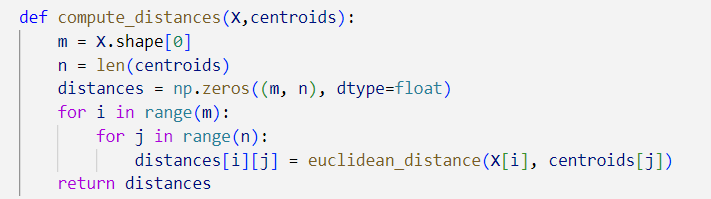 def compute_distances(X,centroids):
    m = X.shape[0]
    n = len(centroids)
    distances = np.zeros((m, n), dtype=float)
    for i in range(m):
        for j in range(n):
            distances[i][j] = euclidean_distance(X[i], centroids[j])
    return distances